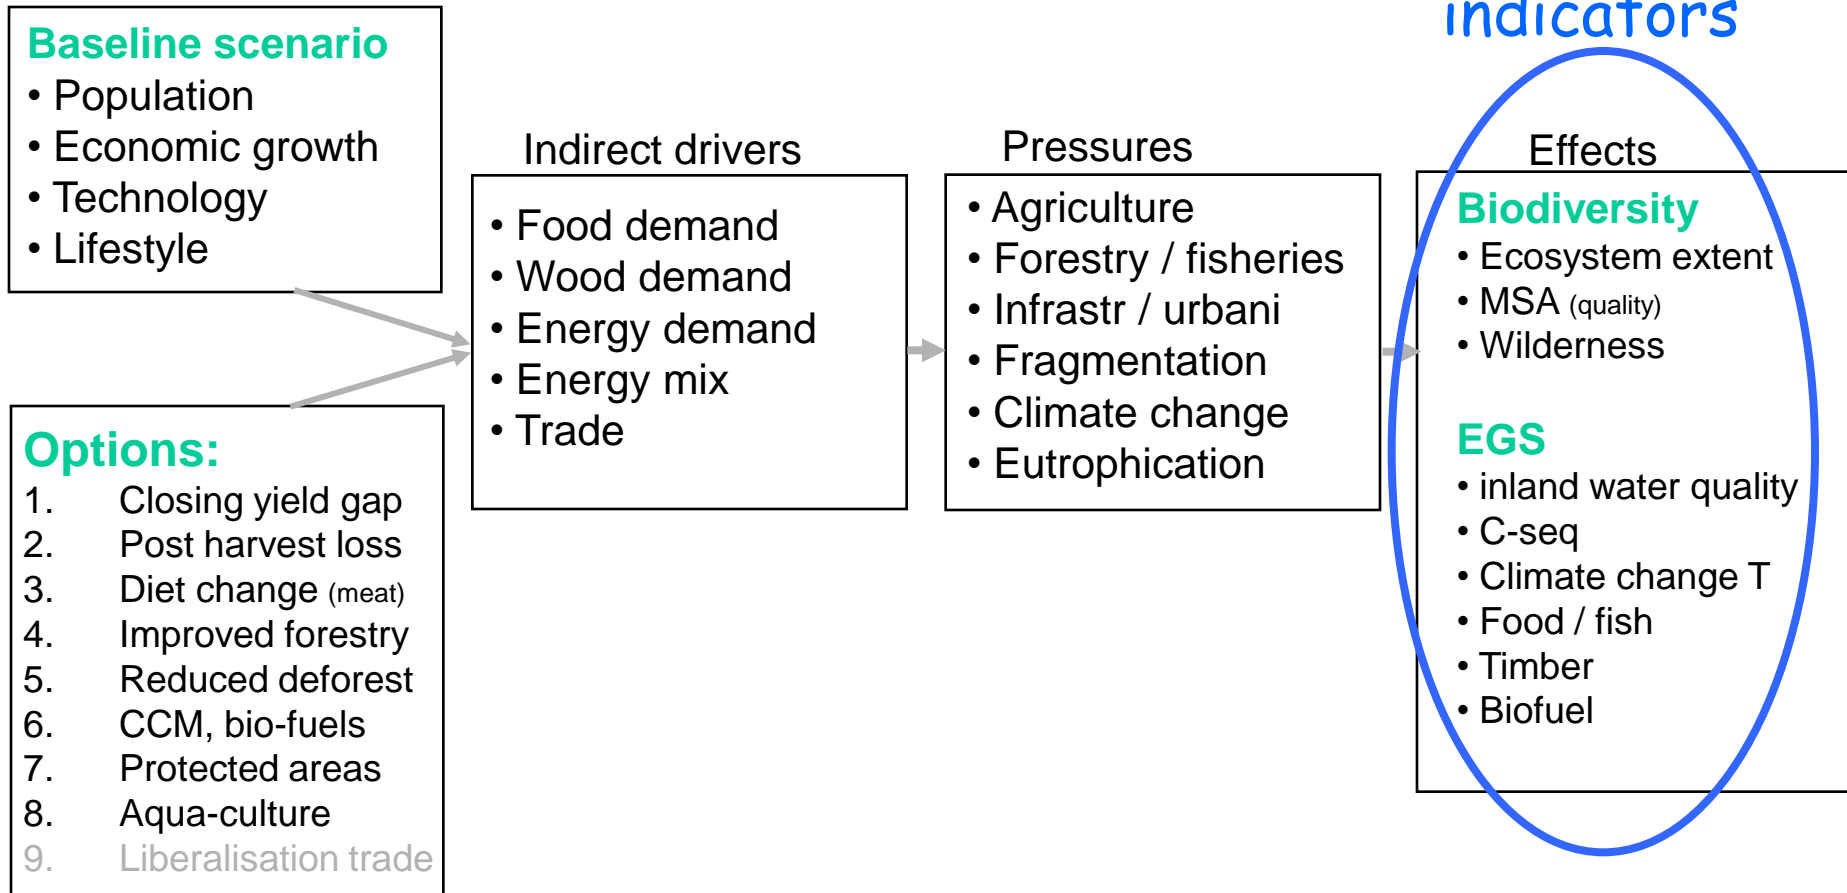 indicators
Baseline scenario
• Population
• Economic growth
• Technology
• Lifestyle
Options:
1. Closing yield gap
2. Post harvest loss
3. Diet change (meat)
4. Improved forestry
5. Reduced deforest
6. CCM, bio-fuels
7. Protected areas
8. Aqua-culture
9. Liberalisation trade
Indirect drivers
• Food demand
• Wood demand
• Energy demand
• Energy mix
• Trade
Pressures
• Agriculture
• Forestry / fisheries
• Infrastr / urbani
• Fragmentation
• Climate change
• Eutrophication
Effects
Biodiversity
• Ecosystem extent
• MSA (quality)
• Wilderness
EGS
• inland water quality
• C-seq
• Climate change T
• Food / fish
• Timber
• Biofuel